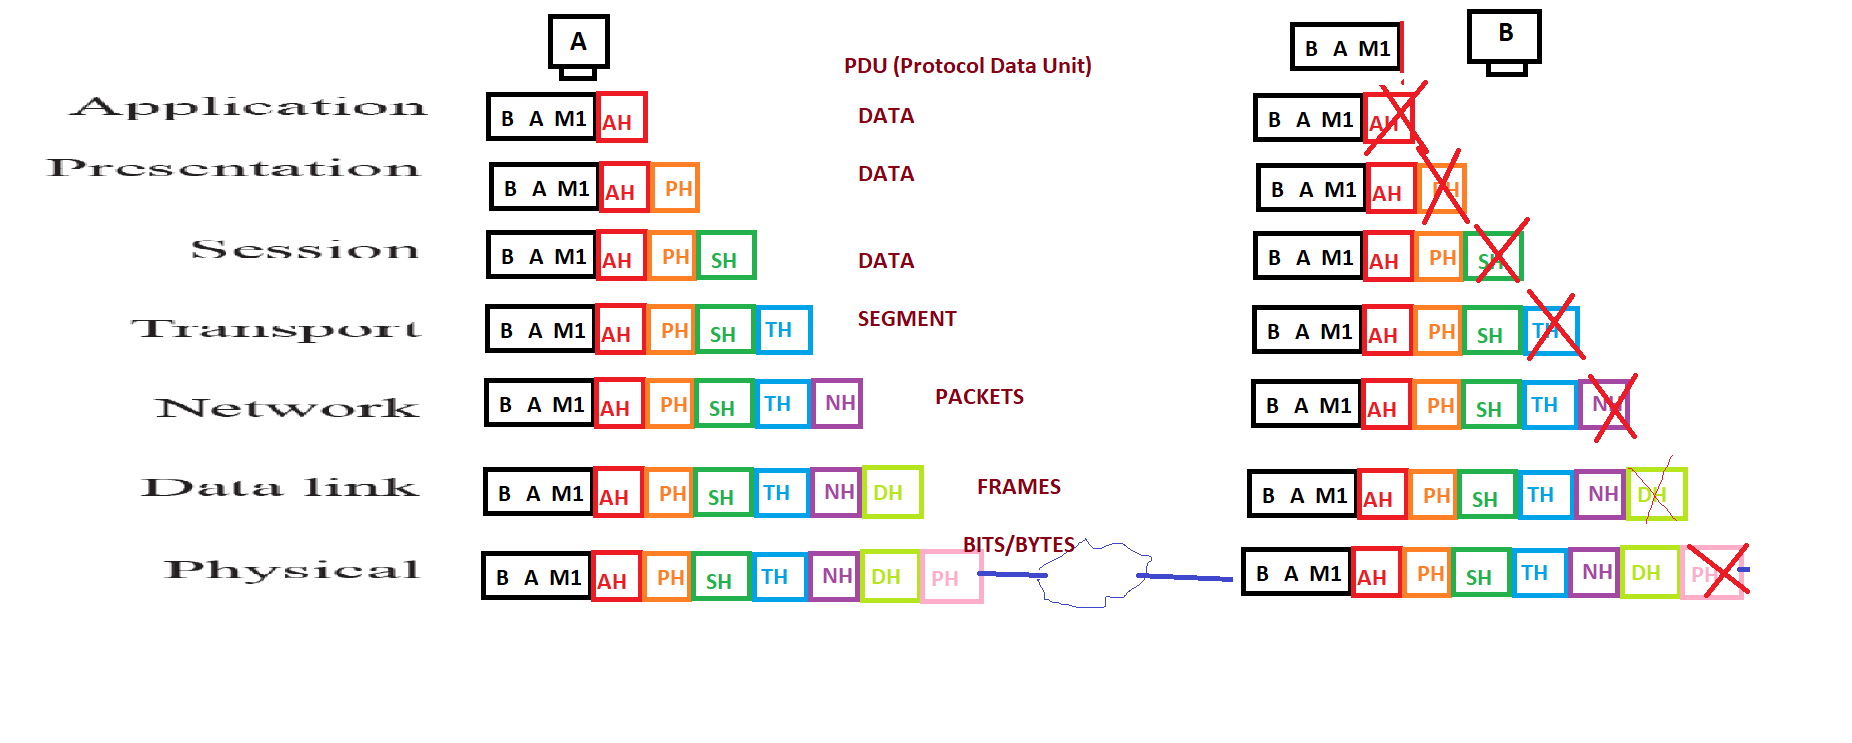 A
B A M1
B
PDU (Protocol Data Unit)
Application
B A M1 AH
DATA
B A M1 AH
Presentation
B A M1 AH PH
DATA
B A M1 AH PH
Session
B A M1 AH PH SH
DATA
B A M1 AH PH SH
Transport
B A M1 AH PH SH TH
SEGMENT
B A M1 AH PH SH TH
Network
B A M1 AH PH SH TH NH
PACKETS
B A M1 AH PH SH TH NH
Data link
B A M1 AH PH SH TH NH DH
FRAMES
B A M1 AH PH SH TH NH DH
Physical
B A M1 AH PH SH TH NH DH PH
BITS/BYTES
B A M1 AH PH SH TH NH DH PH